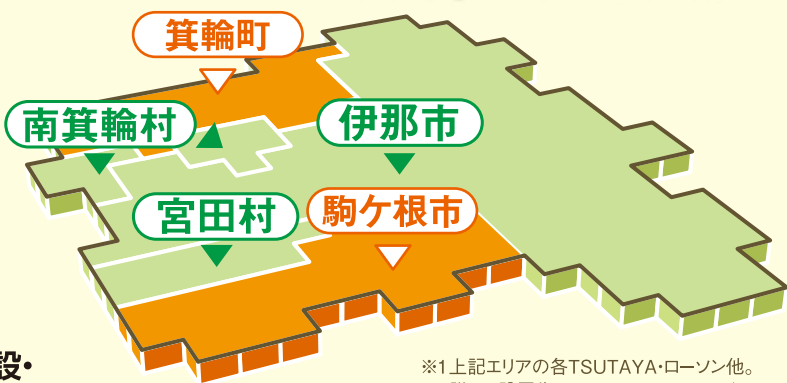 箕輪町
南箕輪村
伊那市
宮田村
駒ケ根市
設・
※1上記エリアの各TSUTAYA・ローソン他。